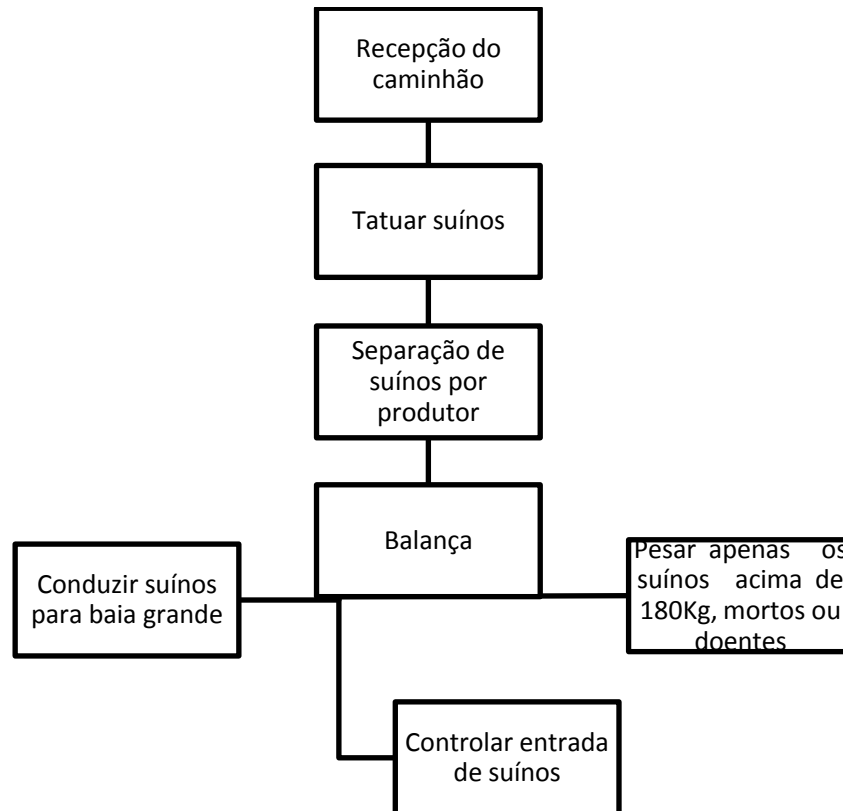 Recepção do
caminhão
Tatuar suínos
Separação de
suínos por
produtor
Balança
Conduzir suínos
para baia grande
Pesar apenas os
suínos acima de
180Kg, mortos ou
doentes
Controlar entrada
de suínos